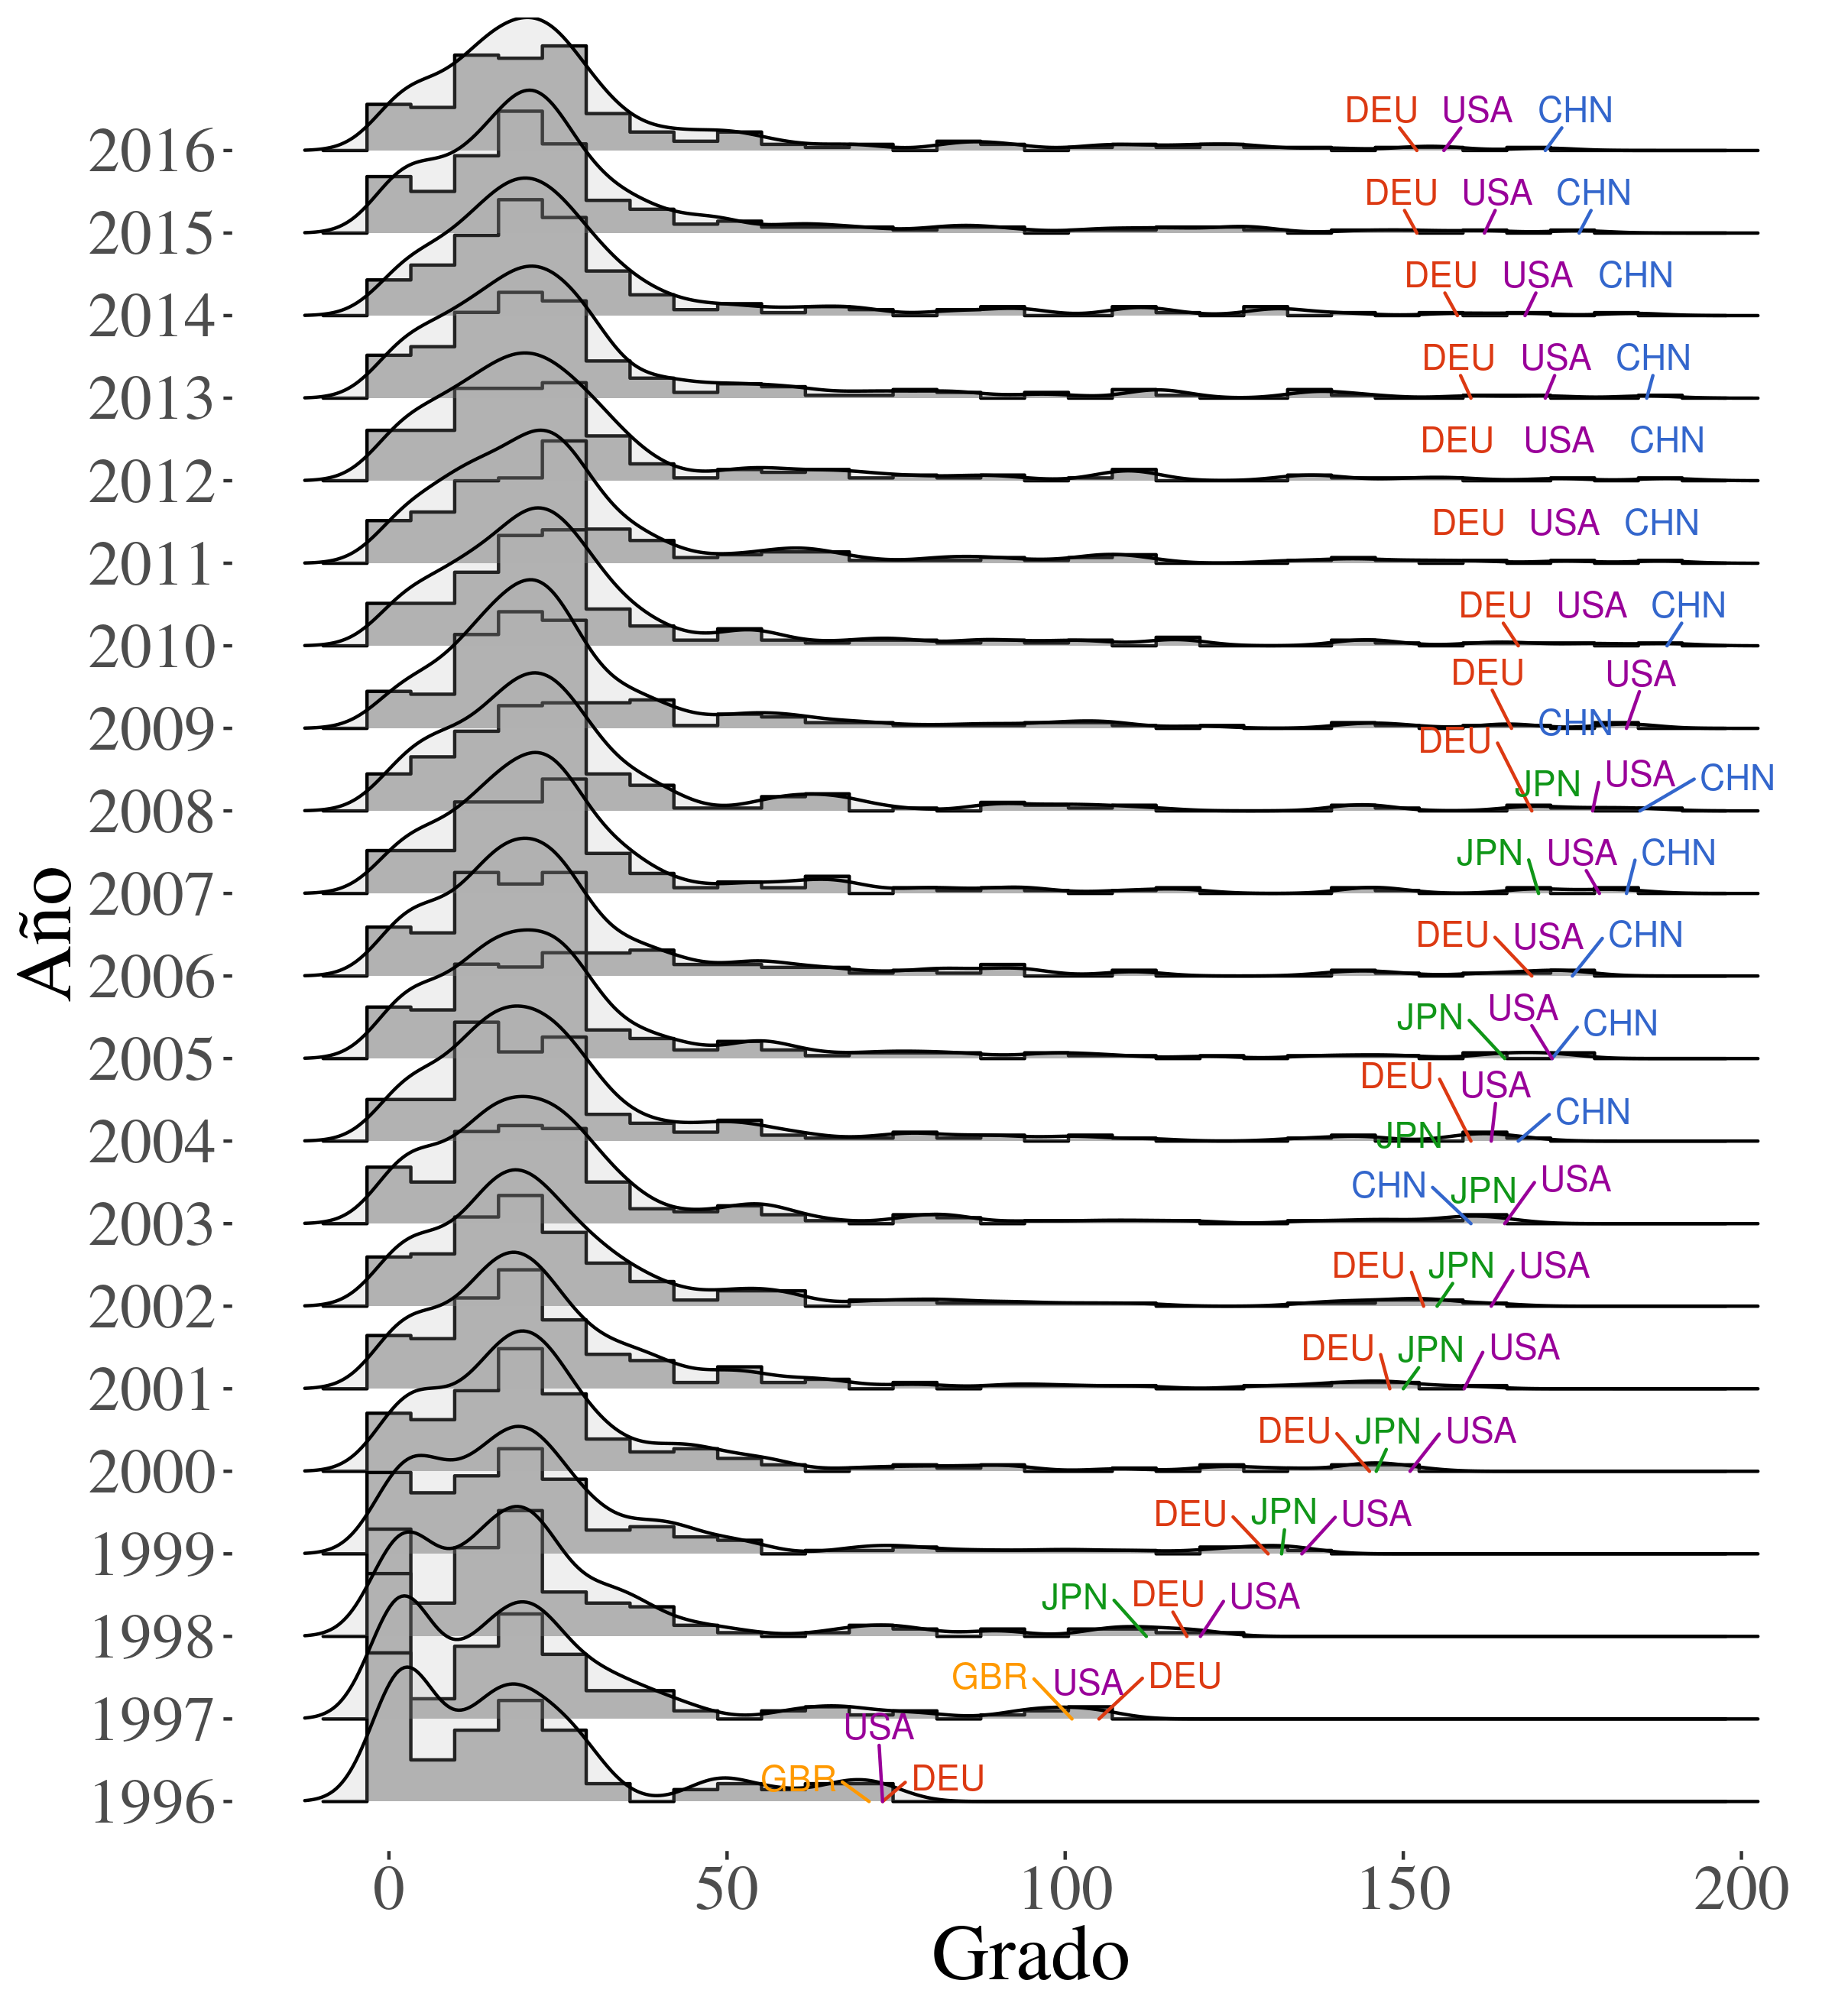 DEU USA CHN
2016
DEU USA CHN
2015
DEU USA CHN
2014
DEU USA CHN
2013
DEU USA CHN
2012
DEU USA CHN
2011
DEU USA CHN
2010
DEU USA
CHN
2009
DEU
JPN USA CHN
2008
JPN USA CHN
2007
DEU USA CHN
2006
JPN USA CHN
2005
DEU USA CHN
JPN
2004
CHN JPN USA
2003
DEU JPN USA
2002
DEU JPN USA
2001
DEU JPN USA
2000
DEU JPN USA
1999
JPN DEU USA
1998
GBR USA DEU
1997
USA
GBR DEU
1996
Año
0 50 100 150 200
Grado